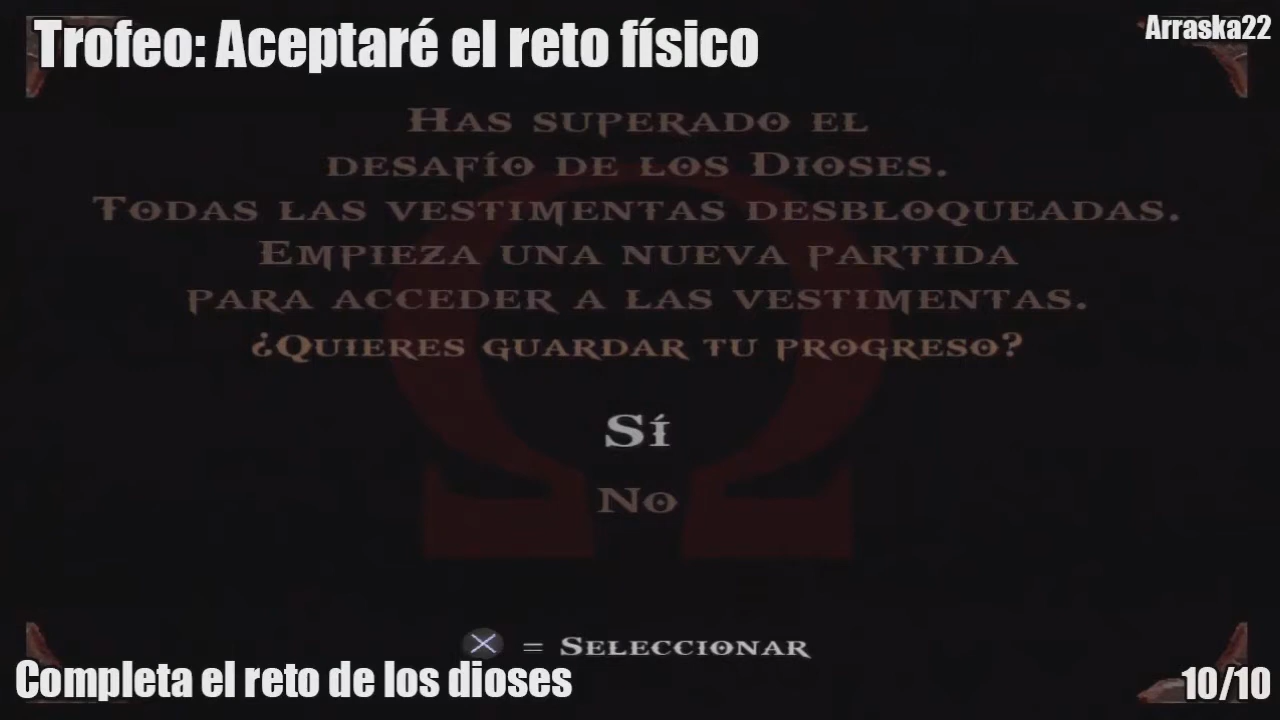 Trofeo: Aceptaré el reto físico
Arraska22
Has superado el
desafío de los Dioses.
Todas las vestimentas desbloqueadas.
Empieza una nueva partida
para acceder a las vestimentas.
¿Quieres guardar tu progreso?
Sí
No
= Seleccionar
Completa el reto de los dioses
10/10